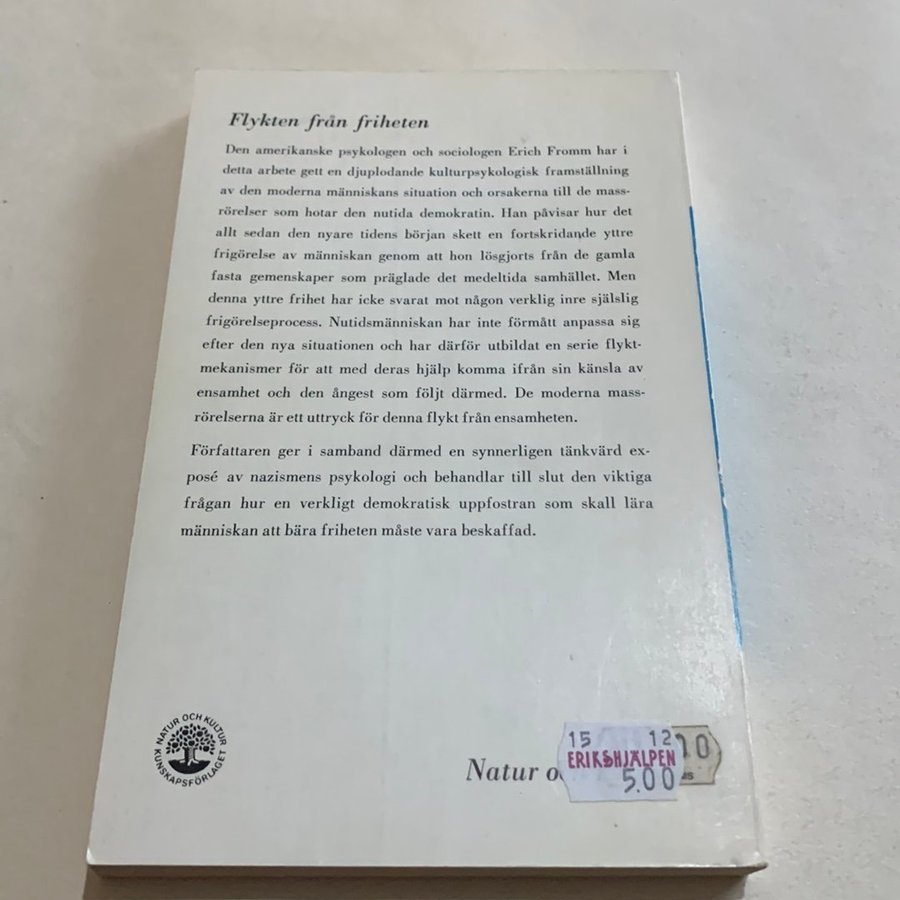 Flykten från friheten
Den amerikanske psykologen och sociologen Erich Fromm har i
detta arbete gett en djuplodande kulturpsykologisk framställning
av den moderna människans situation och orsakerna till de mass-
rörelser som hotar den nutida demokratin. Han påvisar hur det
allt sedan den nyare tidens början skett en fortskridande yttre
frigörelse av människan genom att hon lösgjorts från de gamla
fasta gemenskaper som präglade det medeltida samhället. Men
denna yttre frihet har icke svarat mot någon verklig inre själslig
frigörelseprocess. Nutidsmänniskan har inte förmått anpassa sig
efter den nya situationen och har därför utbildat en serie flykt-
mekanismer för att med deras hjälp komma ifrån sin känsla av
ensamhet och den ångest som följt därmed. De moderna mass-
rörelserna är ett uttryck för denna flykt från ensamheten.
Författaren ger i samband därmed en synnerligen tänkvärd ex-
posé av nazismens psykologi och behandlar till slut den viktiga
frågan hur en verkligt demokratisk uppfostran som skall lära
människan att bära friheten måste vara beskaffad.
NATUR OCH KULTUR
KUNSKAPSFÖRLAGET
Natur
15 12
ERIKSHJÄLPEN
5.00